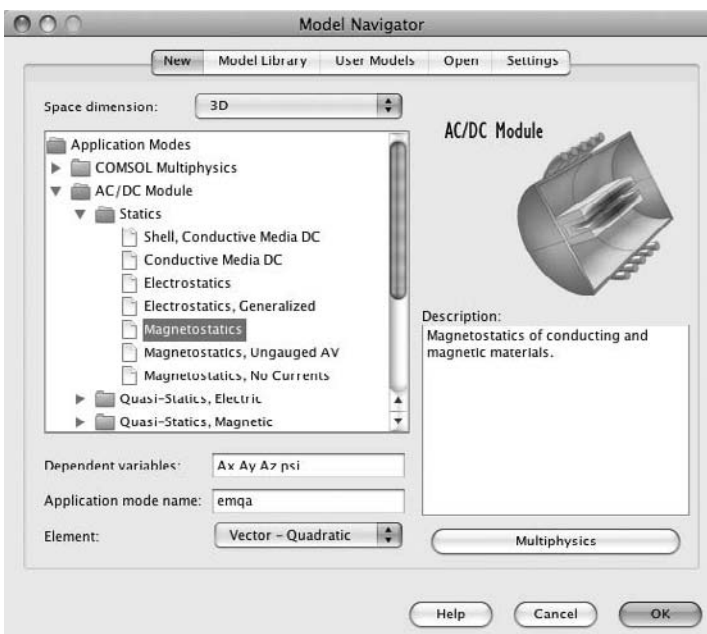 Model Navigator
New Model Library User Models Open Settings
Space dimension: 3D
Application Modes
COMSOL Multiphysics
AC/DC Module
Statics
Shell, Conductive Media DC
Conductive Media DC
Electrostatics
Electrostatics, Generalized
Magnetostatics
Magnetostatics, Ungauged AV
Magnetostatics, No Currents
Quasi-Statics, Electric
Quasi-Statics, Magnetic
Dependent variables: Ax Ay Az psi
Application mode name: emqa
Element: Vector - Quadratic
AC/DC Module
Description:
Magnetostatics of conducting and
magnetic materials.
Multiphysics
Help Cancel OK